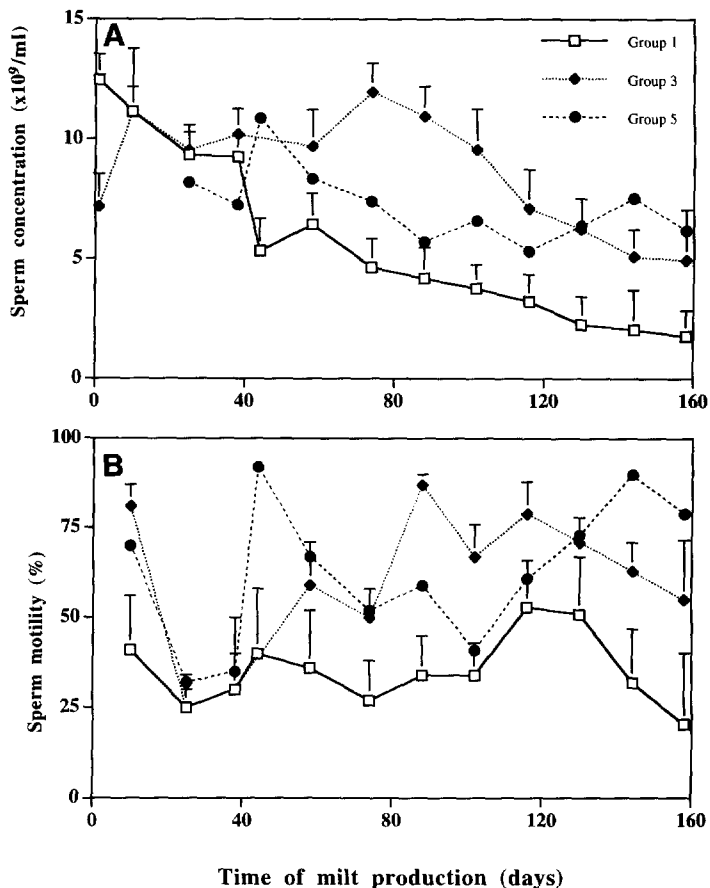 15
A
Group 1
Group 3
Group 5
10
5
0
Sperm concentration (x10⁹/ml)
0 40 80 120 160
100
B
75
50
25
0
Sperm motility (%)
0 40 80 120 160
Time of milt production (days)